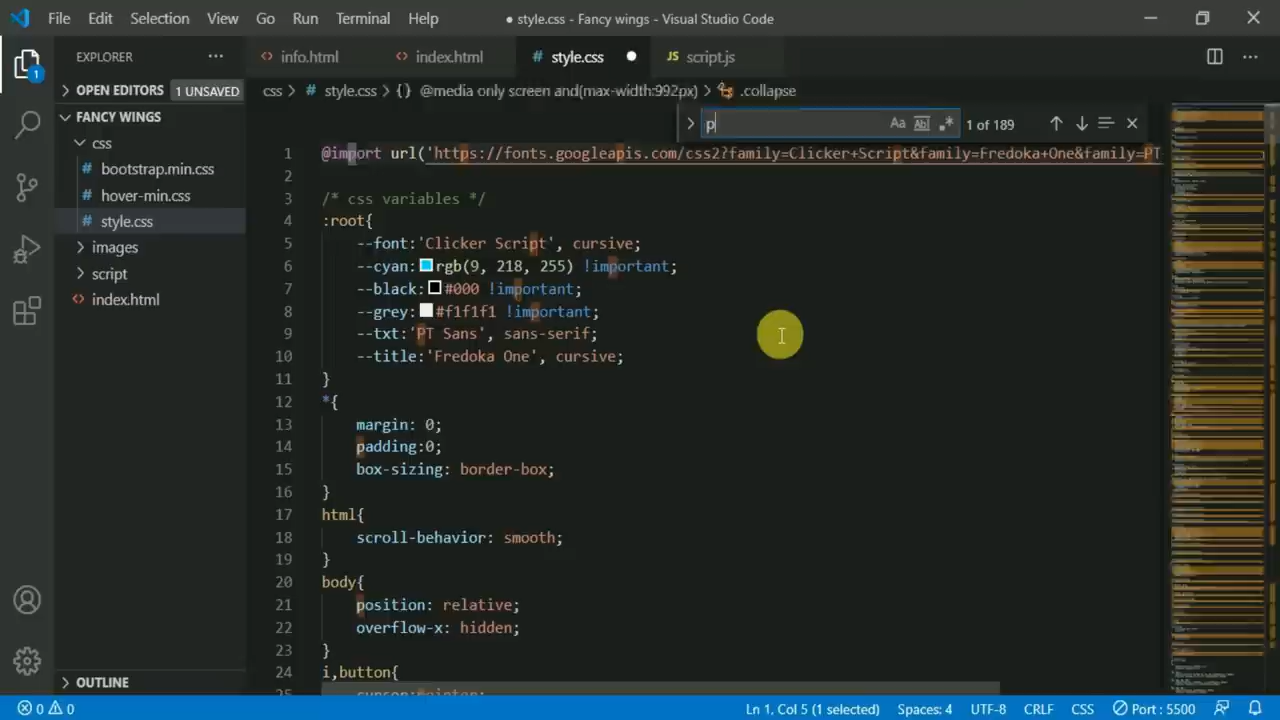 File Edit Selection View Go Run Terminal Help ● style.css - Fancy wings - Visual Studio Code
EXPLORER ···
info.html index.html # style.css ● JS script.js ···
OPEN EDITORS 1 UNSAVED
css > # style.css > {} @media only screen and(max-width:992px) > .collapse
FANCY WINGS
p 1 of 189
css
bootstrap.min.css
hover-min.css
style.css
images
script
index.html
OUTLINE
1
1 @import url('https://fonts.googleapis.com/css2?family=Clicker+Script&family=Fredoka+One&family=PT
2
3 /* css variables */
4 :root{
5 --font:'Clicker Script', cursive;
6 --cyan:rgb(9, 218, 255) !important;
7 --black:#000 !important;
8 --grey:#f1f1f1 !important;
9 --txt:'PT Sans', sans-serif;
10 --title:'Fredoka One', cursive;
11 }
12 *{
13 margin: 0;
14 padding:0;
15 box-sizing: border-box;
16 }
17 html{
18 scroll-behavior: smooth;
19 }
20 body{
21 position: relative;
22 overflow-x: hidden;
23 }
24 i,button{
0 0 Ln 1, Col 5 (1 selected) Spaces: 4 UTF-8 CRLF CSS Port : 5500